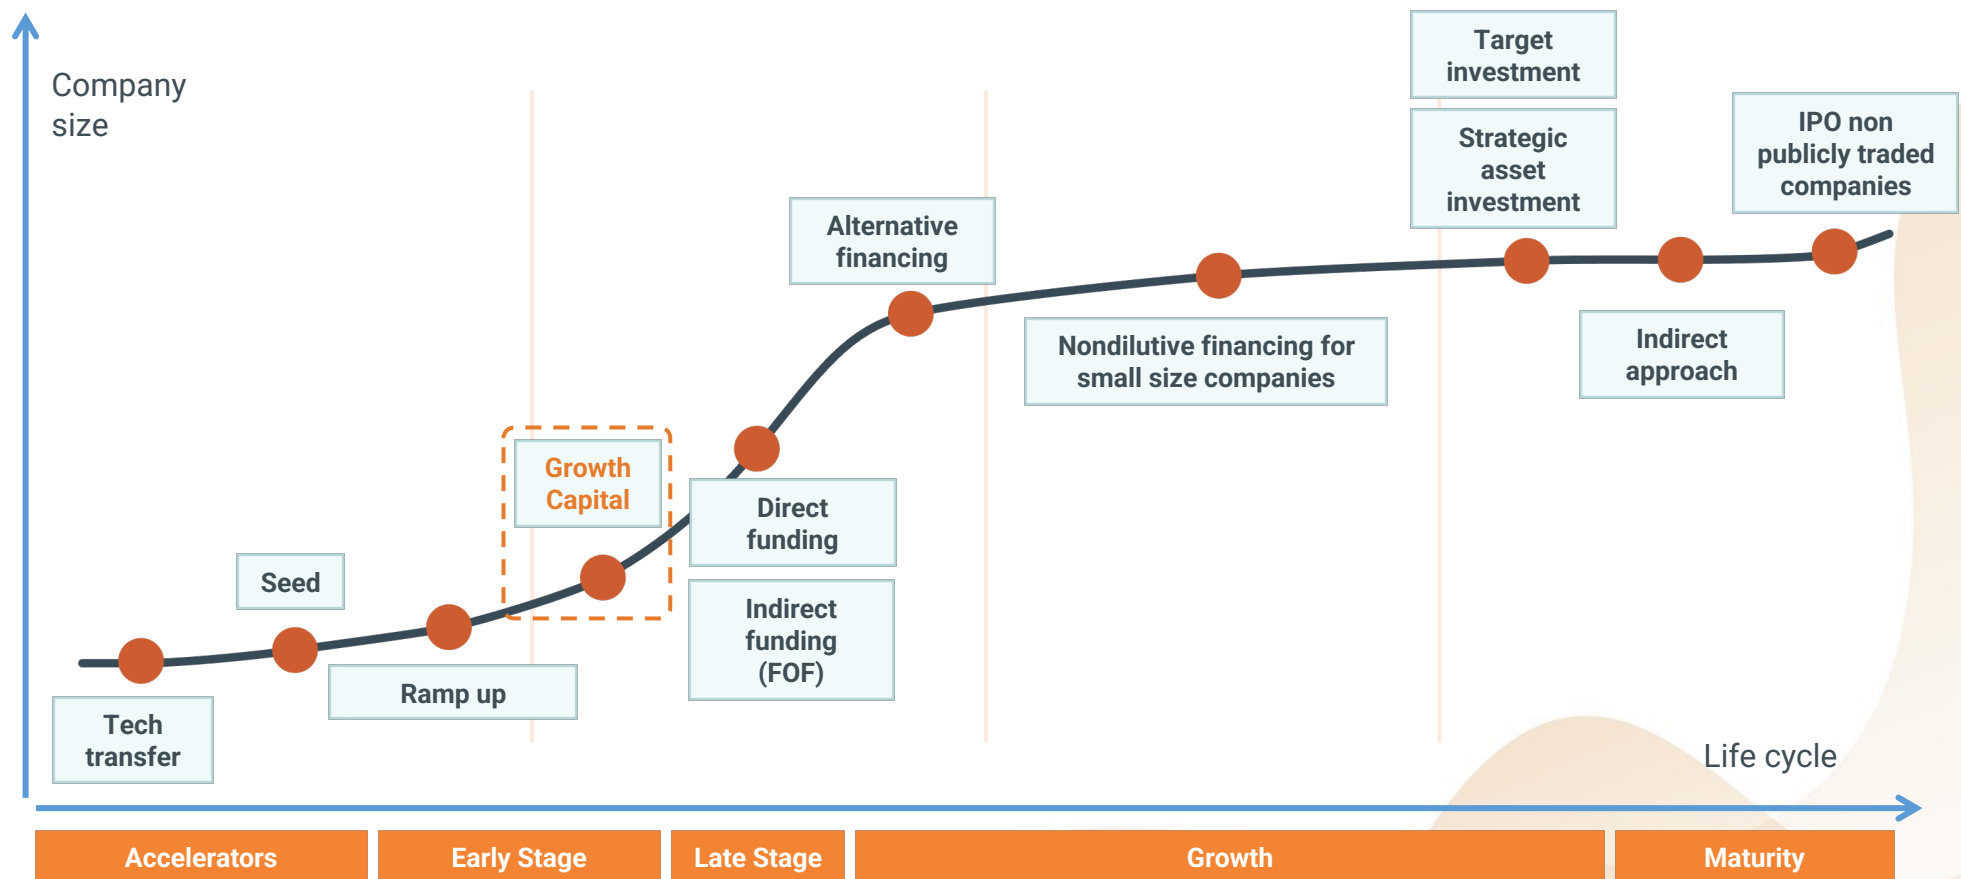 Company
size
Target
investment
Strategic
asset
investment
IPO non
publicly traded
companies
Alternative
financing
Nondilutive financing for
small size companies
Indirect
approach
Growth
Capital
Direct
funding
Indirect
funding
(FOF)
Seed
Ramp up
Tech
transfer
Life cycle
Accelerators
Early Stage
Late Stage
Growth
Maturity